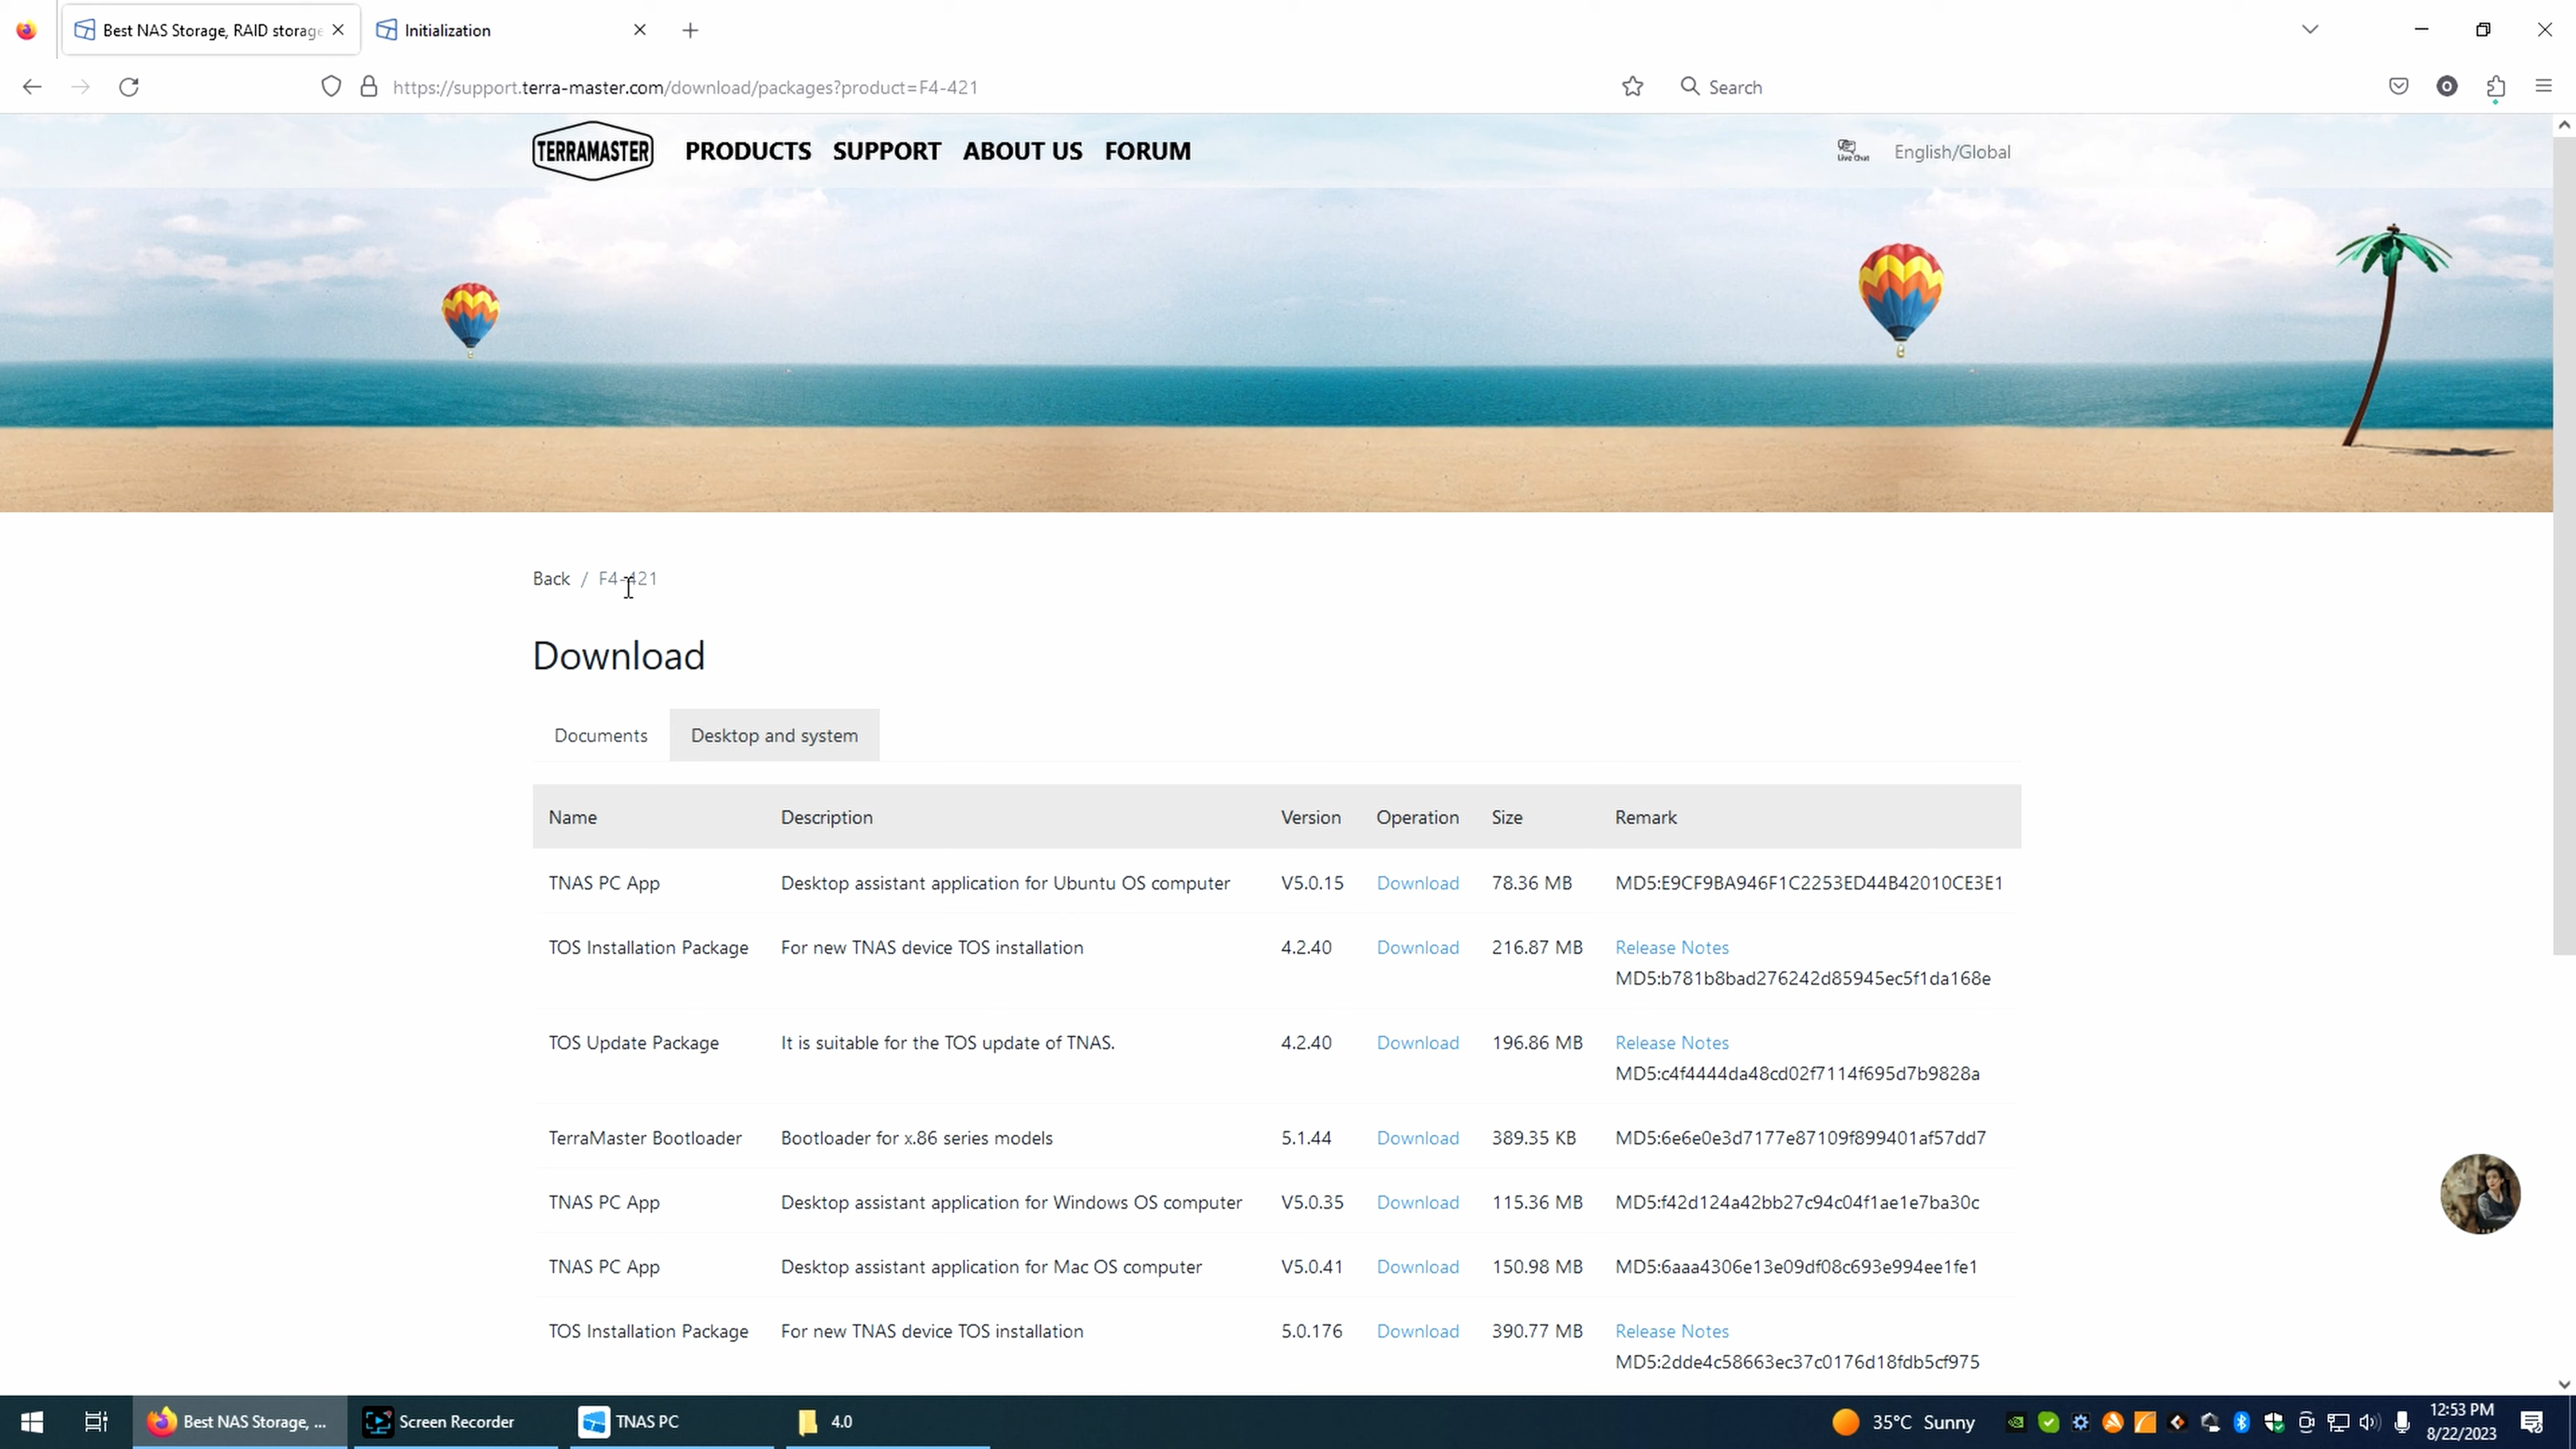 Best NAS Storage, RAID storage
Initialization
https://support.terra-master.com/download/packages?product=F4-421
Search
TERRAMASTER
PRODUCTS SUPPORT ABOUT US FORUM
Live Chat
English/Global
Back / F4-421
Download
Documents Desktop and system
Name Description Version Operation Size Remark
TNAS PC App Desktop assistant application for Ubuntu OS computer V5.0.15 Download 78.36 MB MD5:E9CF9BA946F1C2253ED44B42010CE3E1
TOS Installation Package For new TNAS device TOS installation 4.2.40 Download 216.87 MB Release Notes
MD5:b781b8bad276242d85945ec5f1da168e
TOS Update Package It is suitable for the TOS update of TNAS. 4.2.40 Download 196.86 MB Release Notes
MD5:c4f4444da48cd02f7114f695d7b9828a
TerraMaster Bootloader Bootloader for x.86 series models 5.1.44 Download 389.35 KB MD5:6e6e0e3d7177e87109f899401af57dd7
TNAS PC App Desktop assistant application for Windows OS computer V5.0.35 Download 115.36 MB MD5:f42d124a42bb27c94c04f1ae1e7ba30c
TNAS PC App Desktop assistant application for Mac OS computer V5.0.41 Download 150.98 MB MD5:6aaa4306e13e09df08c693e994ee1fe1
TOS Installation Package For new TNAS device TOS installation 5.0.176 Download 390.77 MB Release Notes
MD5:2dde4c58663ec37c0176d18fdb5cf975
Best NAS Storage, ... Screen Recorder TNAS PC 4.0 35°C Sunny 12:53 PM
8/22/2023